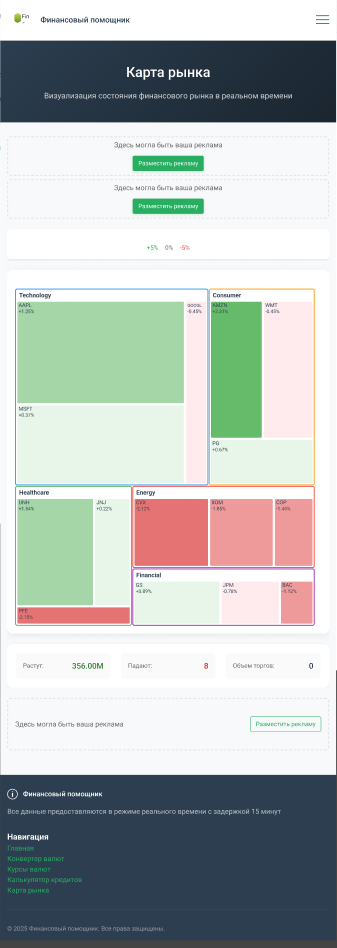 Fin
Финансовый помощник
Карта рынка
Визуализация состояния финансового рынка в реальном времени
Здесь могла быть ваша реклама
Разместить рекламу
Здесь могла быть ваша реклама
Разместить рекламу
+5% 0% -5%
Technology
AAPL
+1.25%
GOOGL
-0.45%
MSFT
+0.37%
Consumer
AMZN
+2.31%
WMT
-0.45%
PG
+0.67%
Healthcare
UNH
+1.54%
JNJ
+0.22%
PFE
-2.15%
Energy
CVX
-2.12%
XOM
-1.85%
COP
-1.44%
Financial
GS
+0.89%
JPM
-0.78%
BAC
-1.12%
Растут: 356.00M
Падают: 8
Объем торгов: 0
Здесь могла быть ваша реклама
Разместить рекламу
Финансовый помощник
Все данные предоставляются в режиме реального времени с задержкой 15 минут
Навигация
Главная
Конвертер валют
Курсы валют
Калькулятор кредитов
Карта рынка
© 2025 Финансовый помощник. Все права защищены.